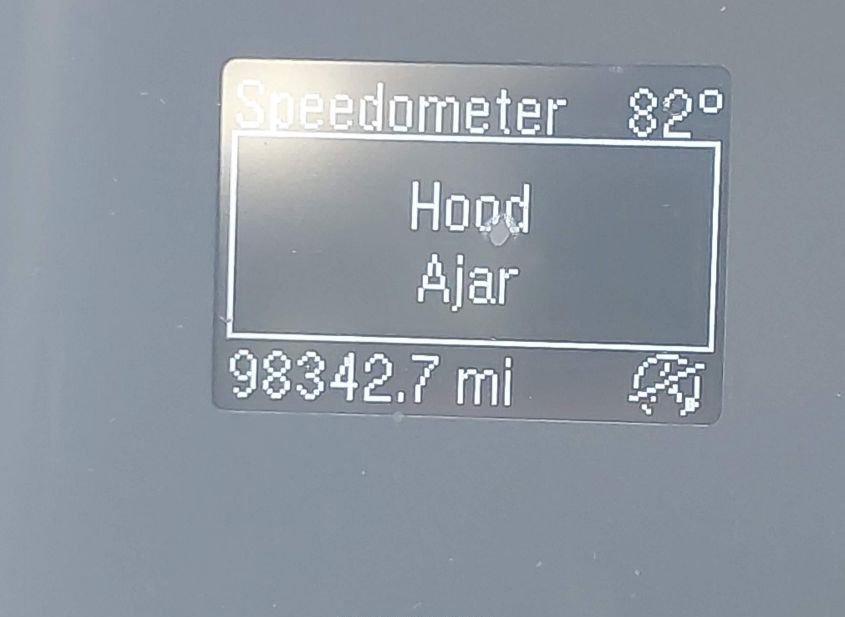 Speedometer 82°
Hood
Ajar
98342.7 mi